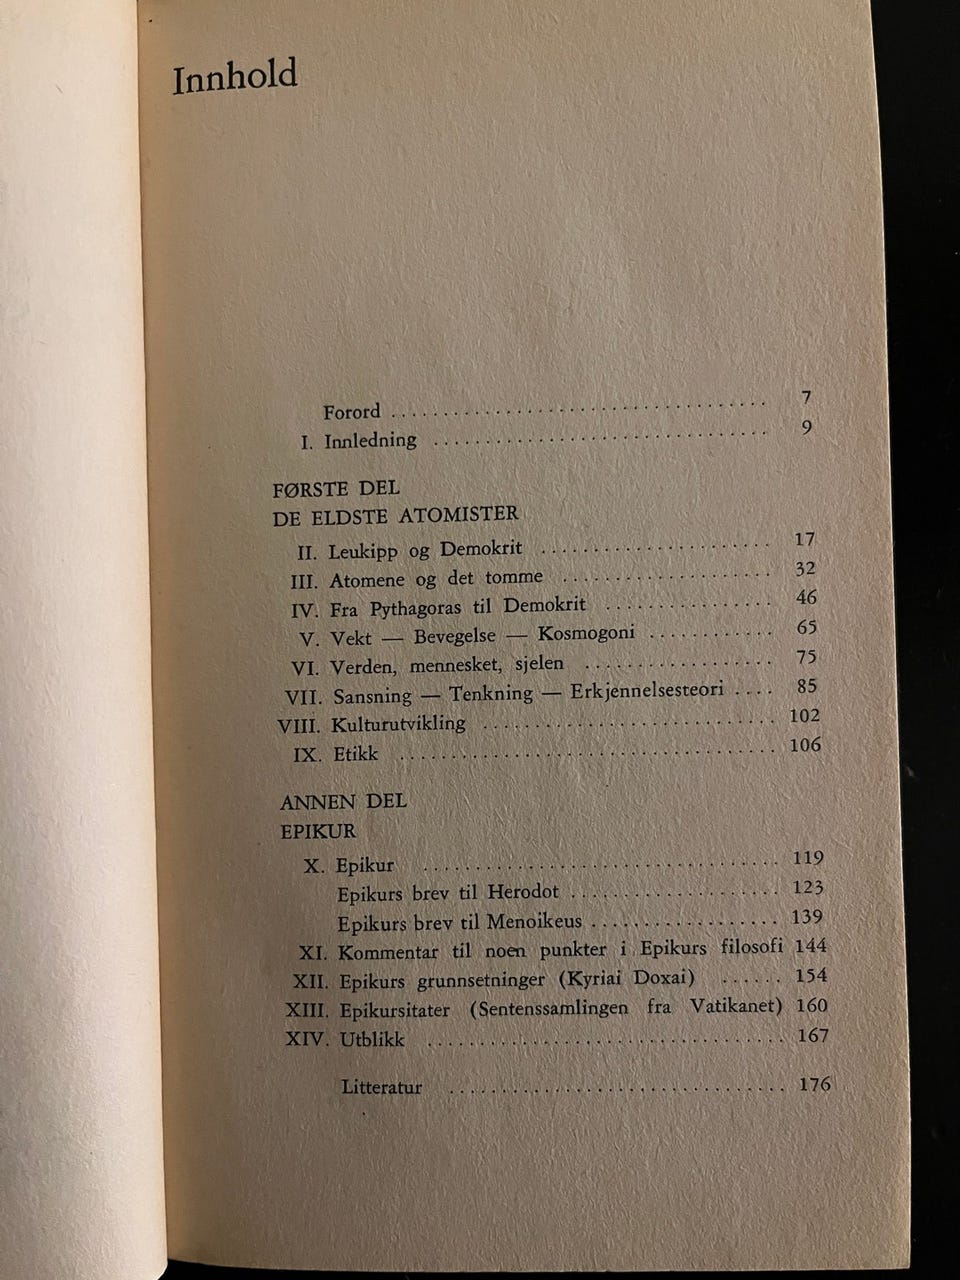 Innhold
Forord 7
I. Innledning 9
FØRSTE DEL
DE ELDSTE ATOMISTER
II. Leukipp og Demokrit 17
III. Atomene og det tomme 32
IV. Fra Pythagoras til Demokrit 46
V. Vekt — Bevegelse — Kosmogoni 65
VI. Verden, mennesket, sjelen 75
VII. Sansning — Tenkning — Erkjennelsesteori 85
VIII. Kulturutvikling 102
IX. Etikk 106
ANNEN DEL
EPIKUR
X. Epikur 119
Epikurs brev til Herodot 123
Epikurs brev til Menoikeus 139
XI. Kommentar til noen punkter i Epikurs filosofi 144
XII. Epikurs grunnsetninger (Kyriai Doxai) 154
XIII. Epikursitater (Sentenssamlingen fra Vatikanet) 160
XIV. Utblikk 167
Litteratur 176